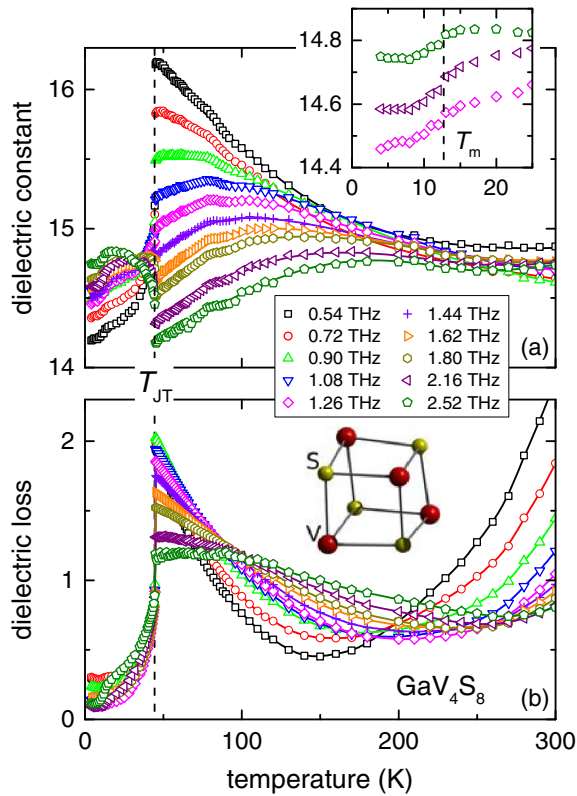 14.8
14.6
14.4
0
10
20
T_m
16
15
14
dielectric constant
(a)
T_JT
0.54 THz
0.72 THz
0.90 THz
1.08 THz
1.26 THz
1.44 THz
1.62 THz
1.80 THz
2.16 THz
2.52 THz
S
V
2
1
0
dielectric loss
GaV₄S₈
(b)
0
100
200
300
temperature (K)